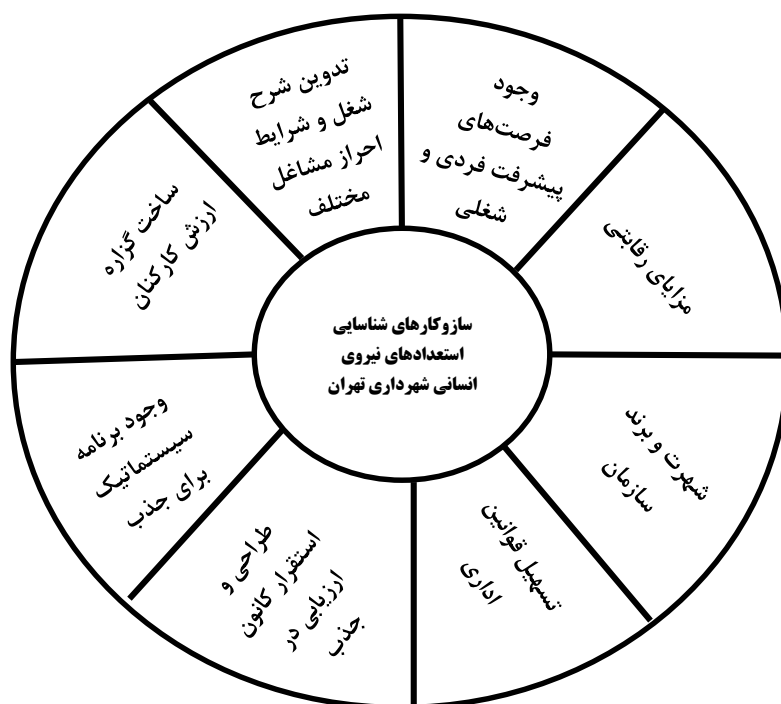 وجود
فرصت‌های
پیشرفت فردی و
شغلی
مزایای رقابتی
شهرت و برند
سازمان
تسهیل قوانین
اداری
طراحی و
استقرار کانون
ارزیابی در
جذب
وجود برنامه
سیستماتیک
برای جذب
ساخت گزاره
ارزش کارکنان
تدوین شرح
شغل و شرایط
احراز مشاغل
مختلف
سازوکارهای شناسایی
استعدادهای نیروی
انسانی شهرداری تهران